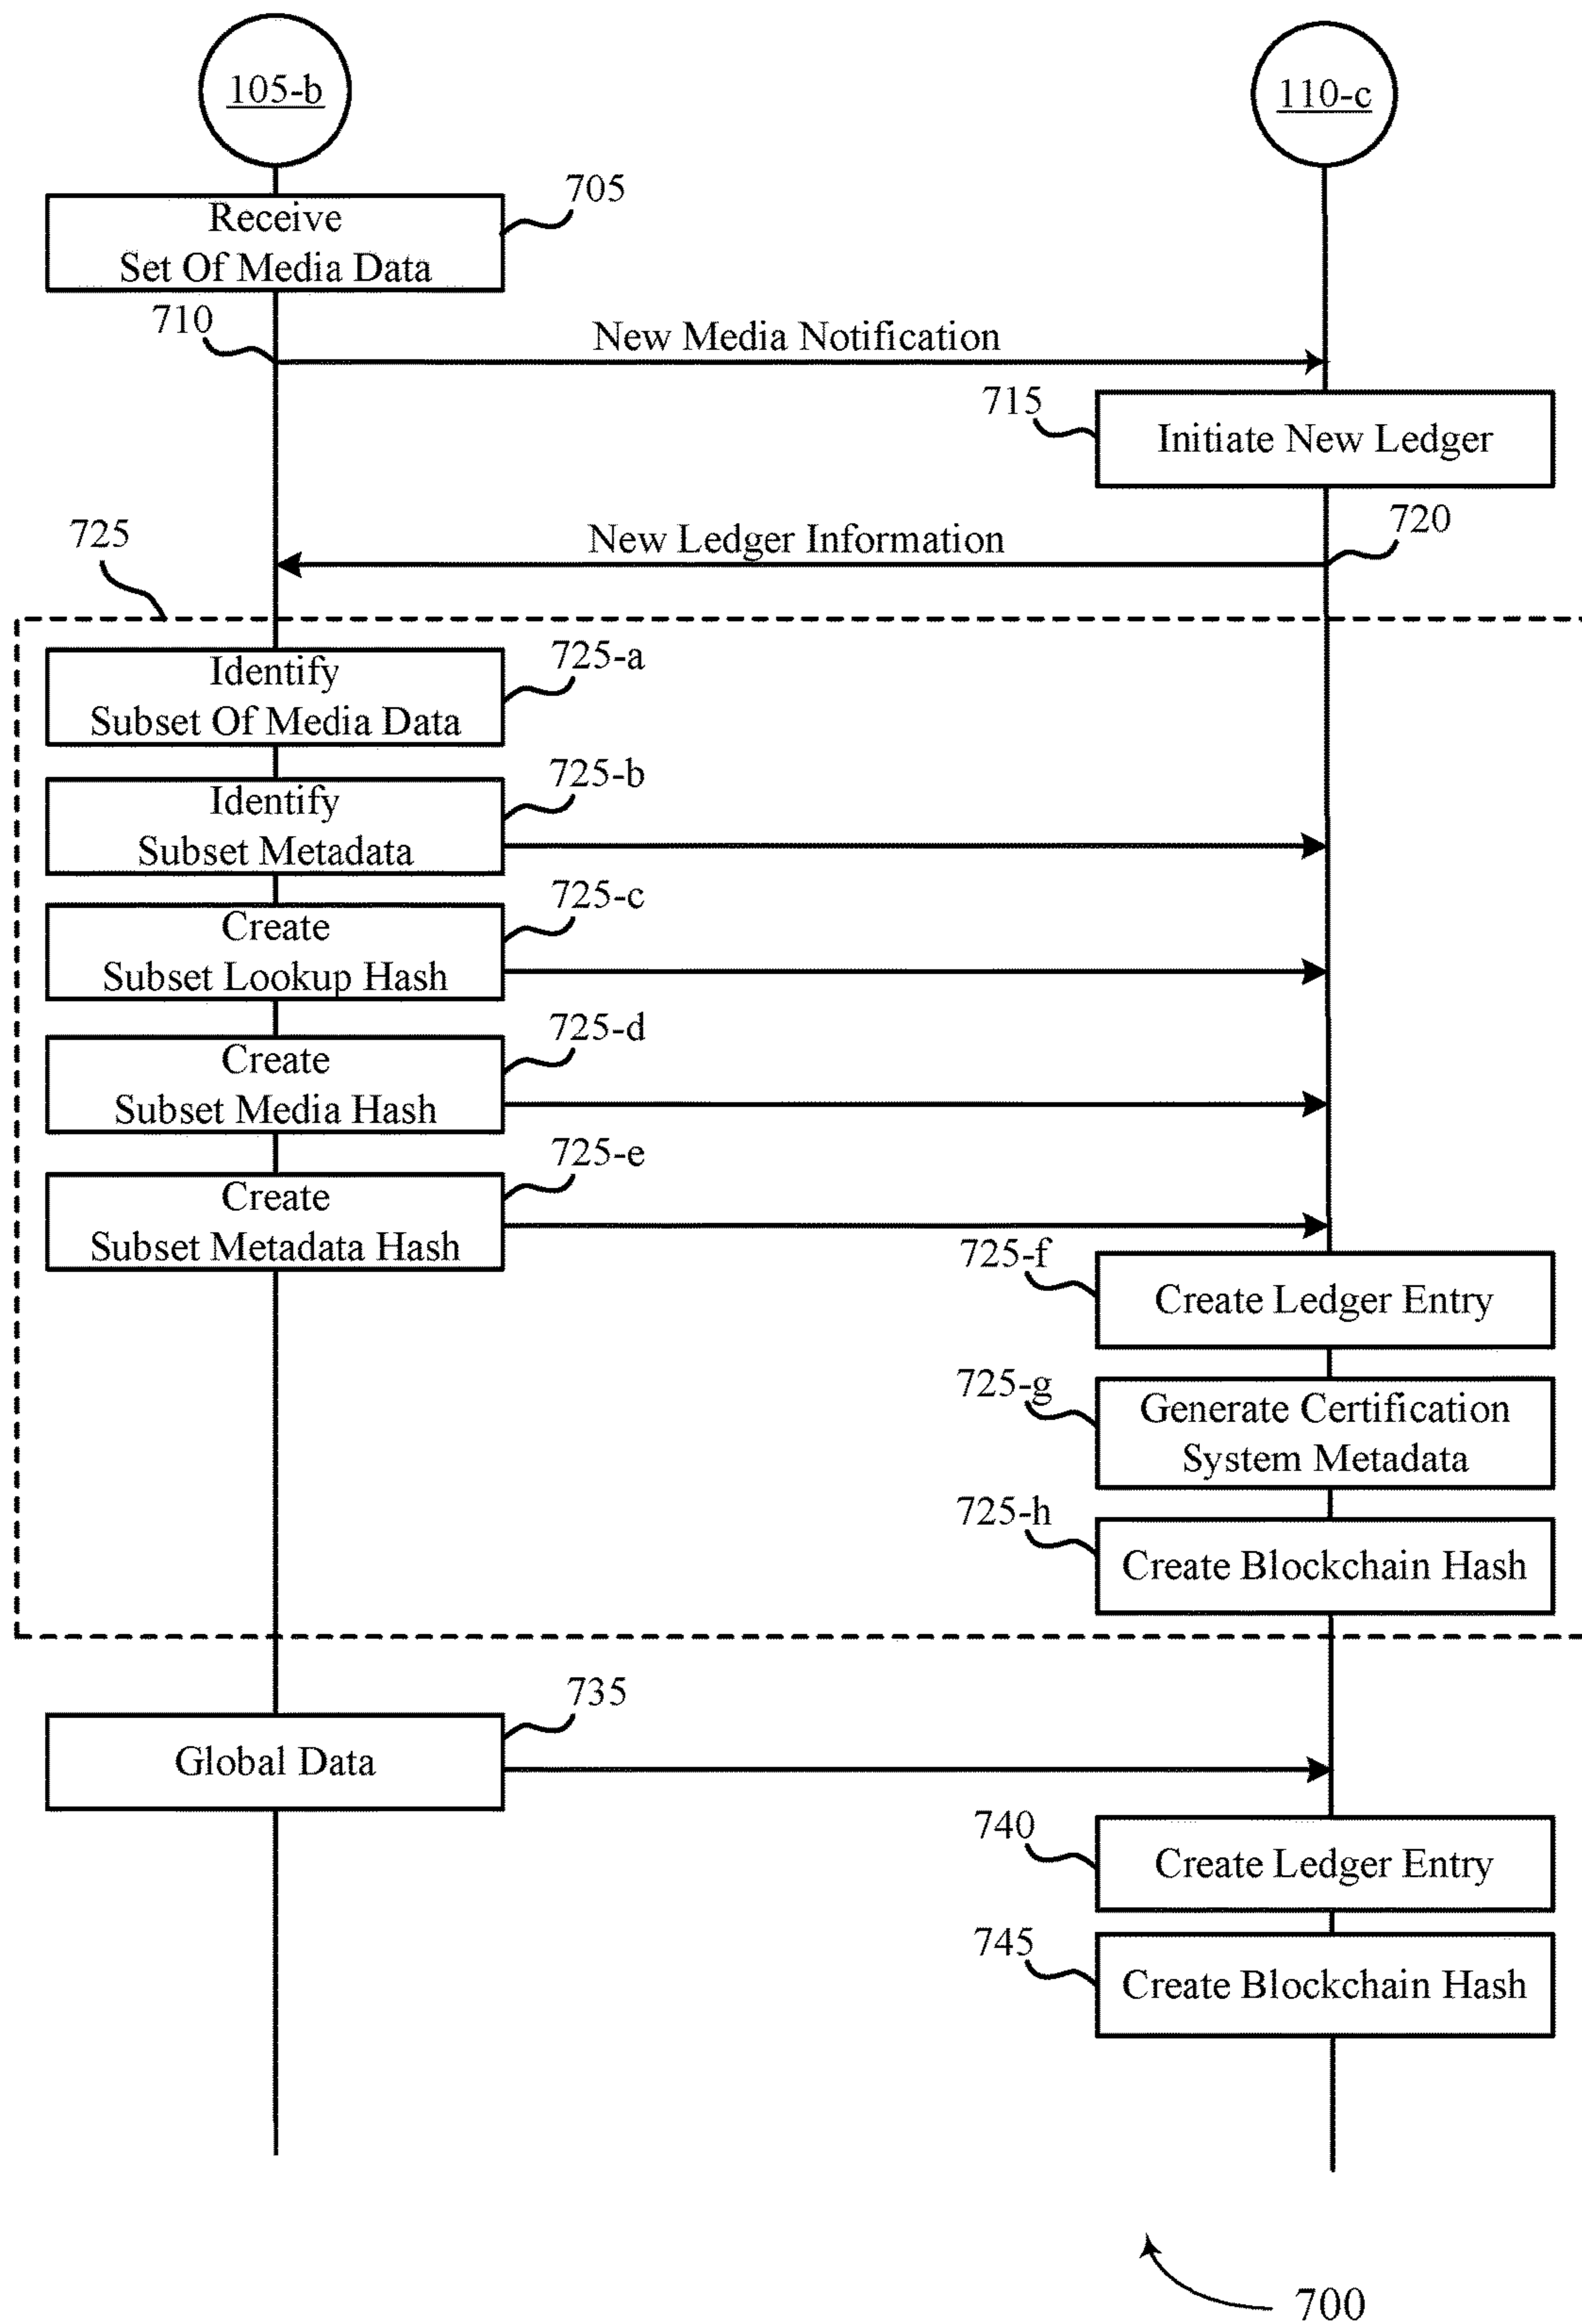 105-b
110-c
705
Receive
Set Of Media Data
710
New Media Notification
715
Initiate New Ledger
720
New Ledger Information
725
725-a
Identify
Subset Of Media Data
725-b
Identify
Subset Metadata
725-c
Create
Subset Lookup Hash
725-d
Create
Subset Media Hash
725-e
Create
Subset Metadata Hash
725-f
Create Ledger Entry
725-g
Generate Certification
System Metadata
725-h
Create Blockchain Hash
735
Global Data
740
Create Ledger Entry
745
Create Blockchain Hash
700